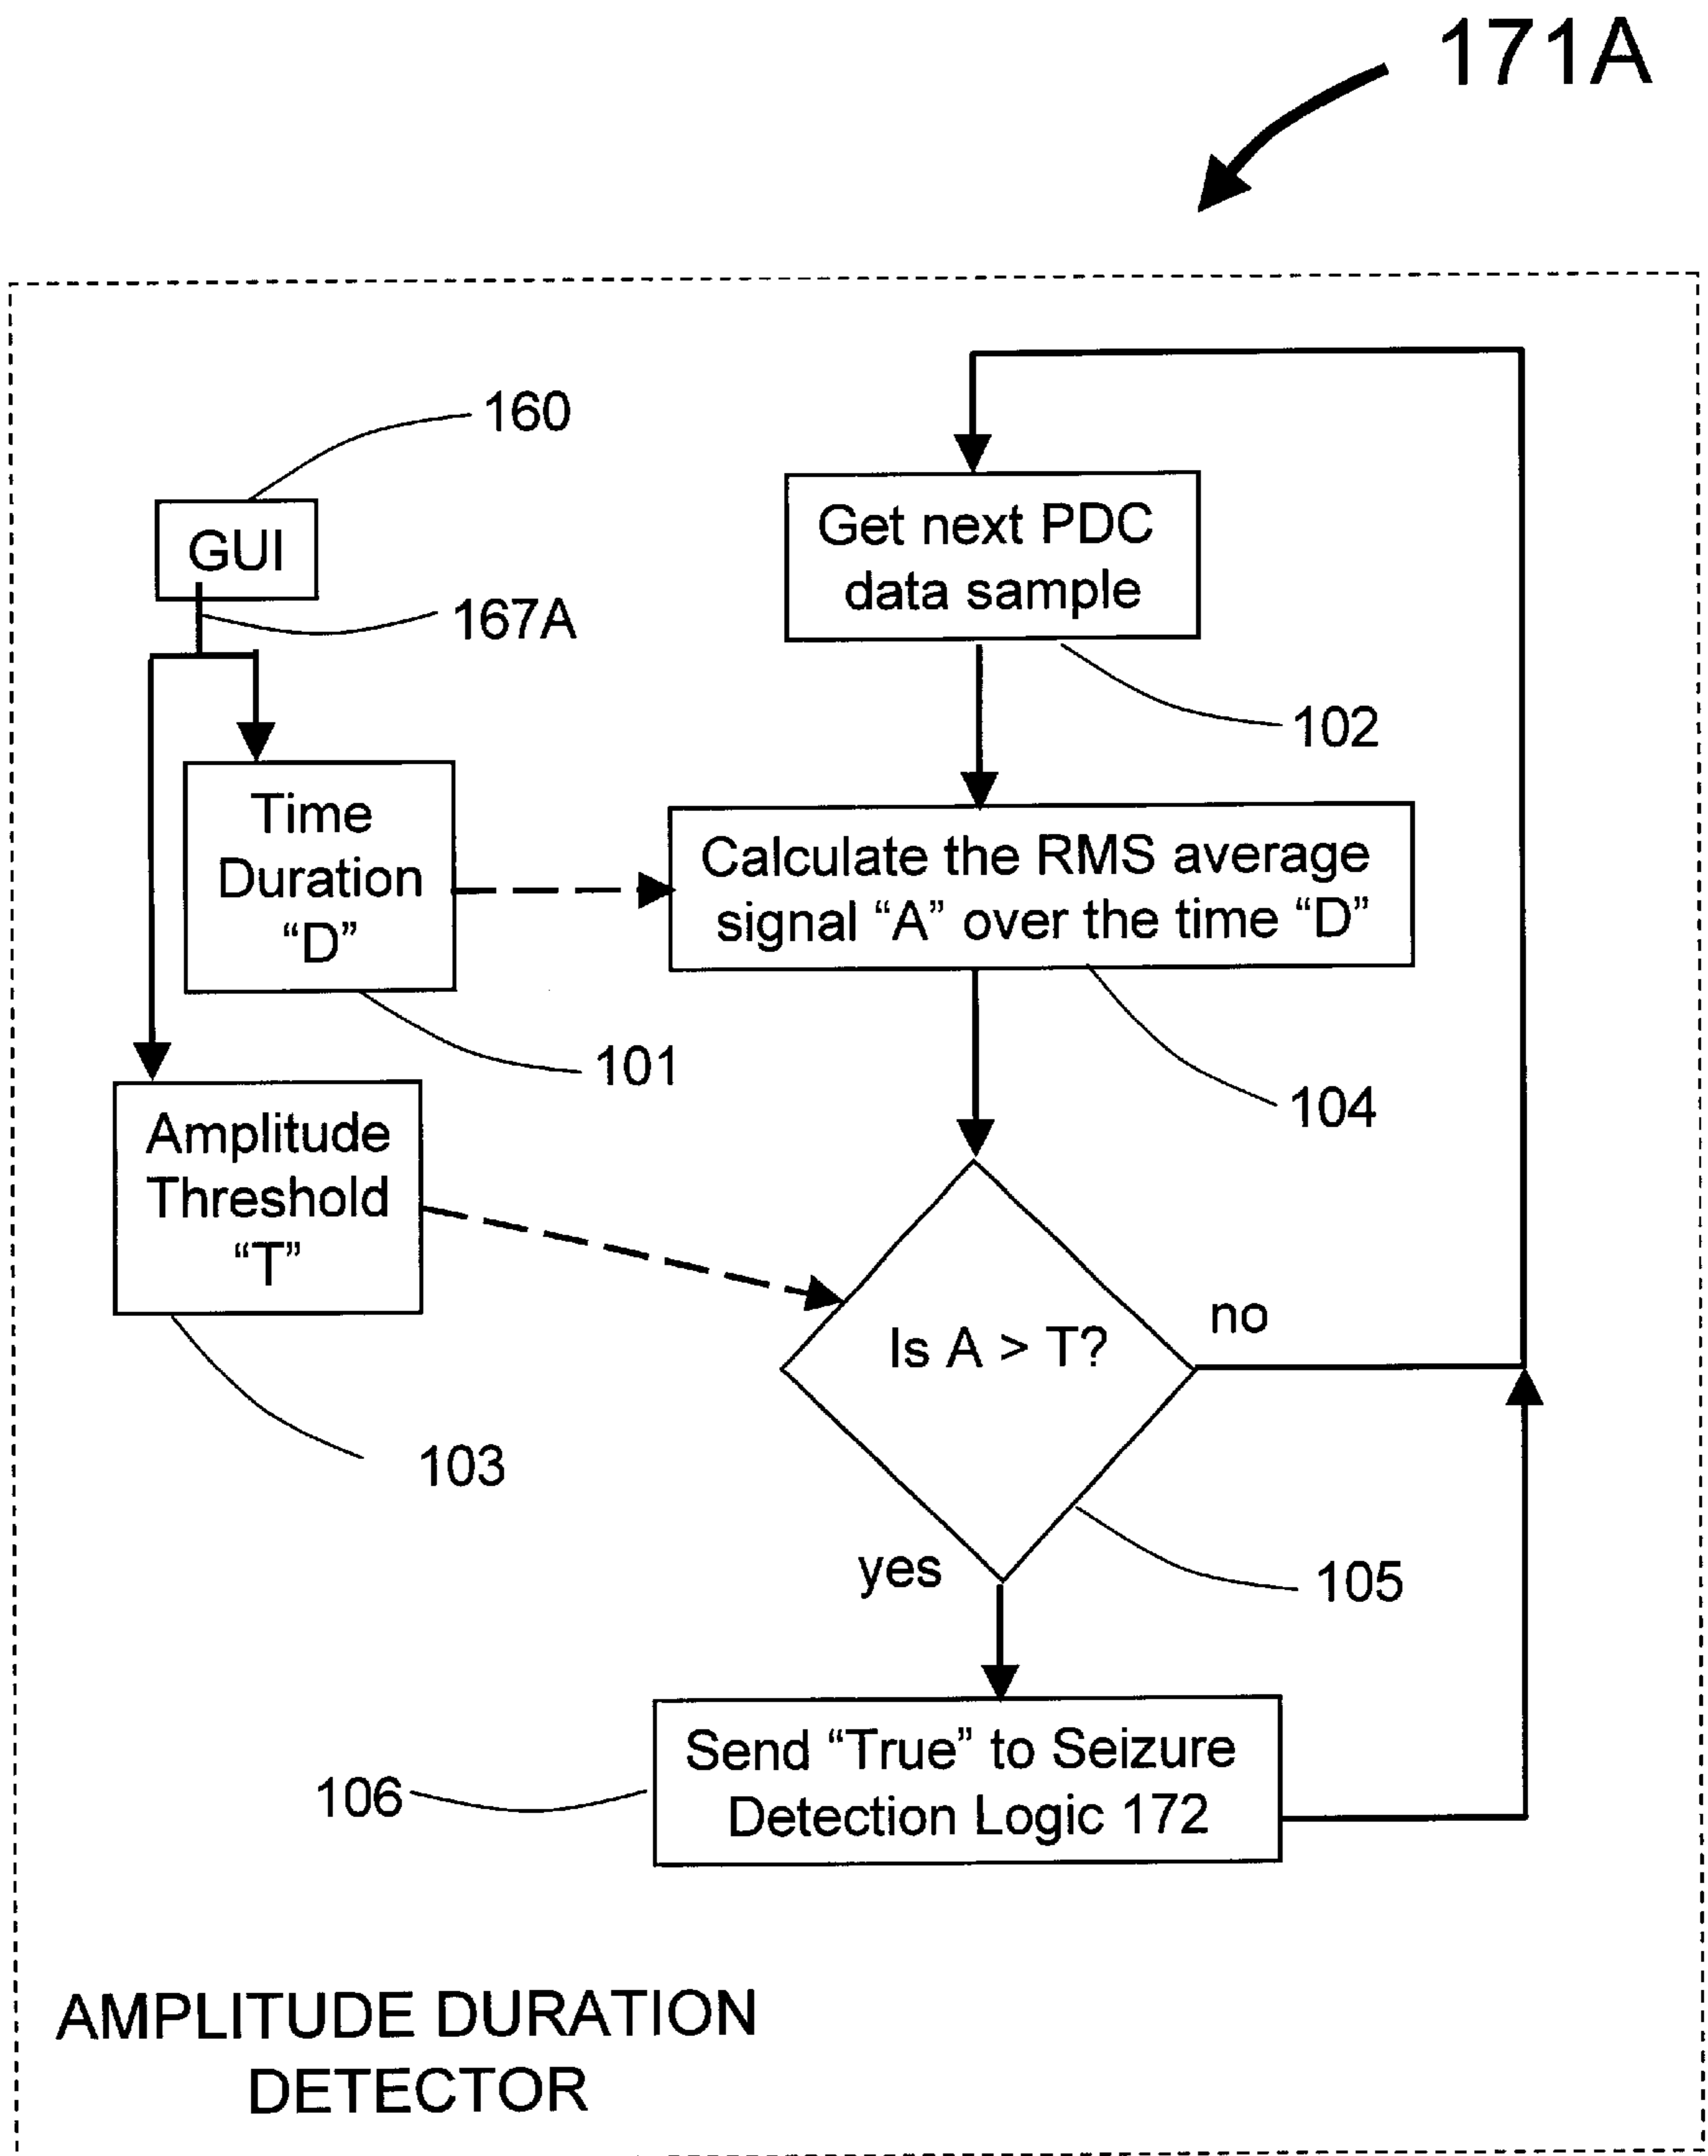 171A
160
GUI
167A
Get next PDC
data sample
102
Time
Duration
“D”
101
Calculate the RMS average
signal “A” over the time “D”
104
Amplitude
Threshold
“T”
103
Is A > T?
no
yes
105
Send “True” to Seizure
Detection Logic 172
106
AMPLITUDE DURATION
DETECTOR